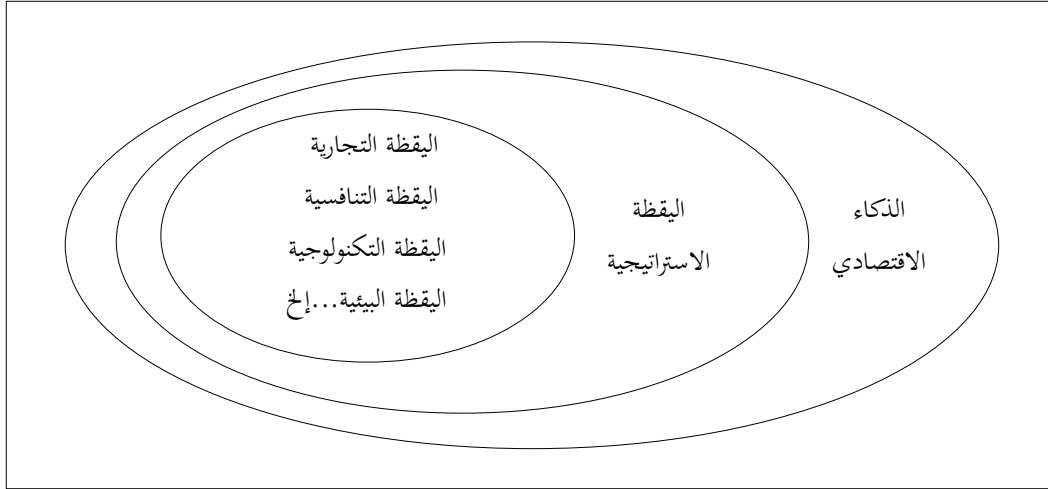 اليقظة التجارية
اليقظة التنافسية
اليقظة التكنولوجية
اليقظة البيئية...إلخ
اليقظة
الاستراتيجية
الذكاء
الاقتصادي